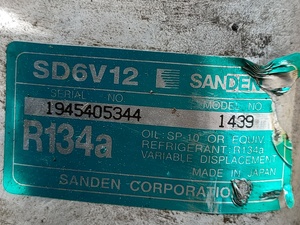 SD6V12 SANDEN
SERIAL NO MODEL NO
1945405344 1439
R134a
OIL:SP-10 OR EQUIV.
REFRIGERANT:R134a
VARIABLE DISPLACEMENT
MADE IN JAPAN
SANDEN CORPORATION